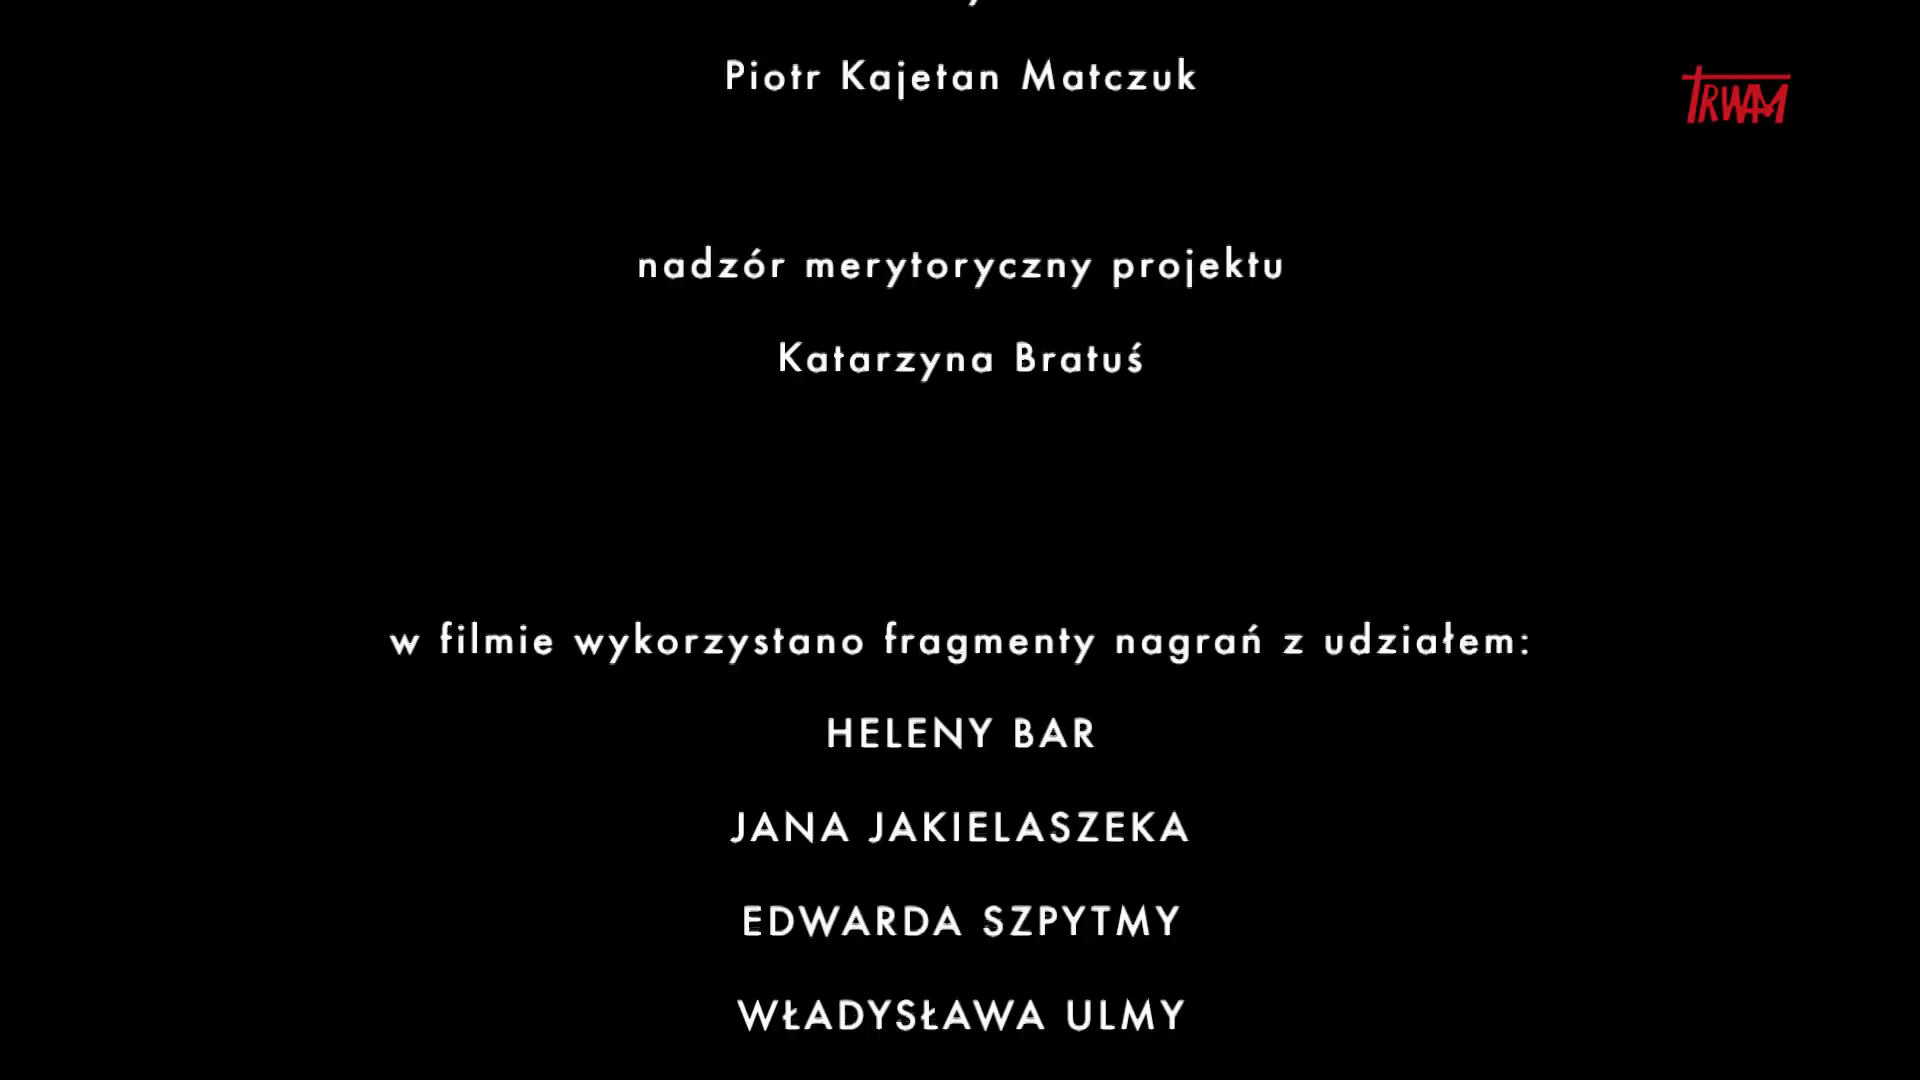 Piotr Kajetan Matczuk
TRWAM
nadzór merytoryczny projektu
Katarzyna Bratuś
w filmie wykorzystano fragmenty nagrań z udziałem:
HELENY BAR
JANA JAKIELASZEKA
EDWARDA SZPYTMY
WŁADYSŁAWA ULMY